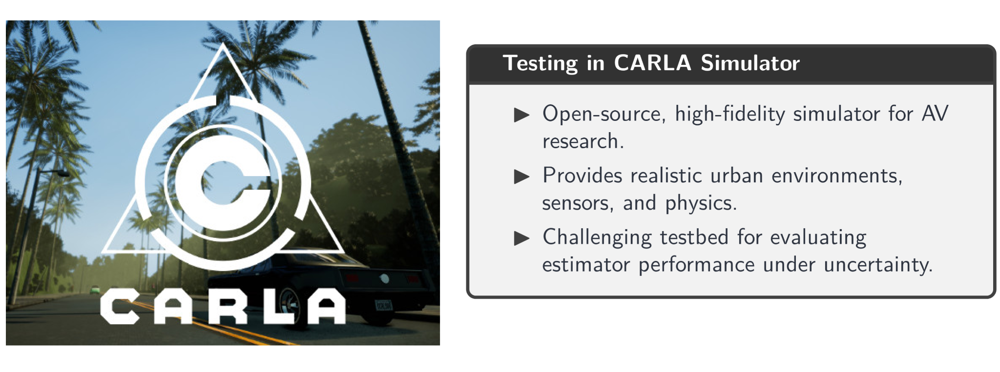 C
CARLA
Testing in CARLA Simulator
Open-source, high-fidelity simulator for AV
research.
Provides realistic urban environments,
sensors, and physics.
Challenging testbed for evaluating
estimator performance under uncertainty.